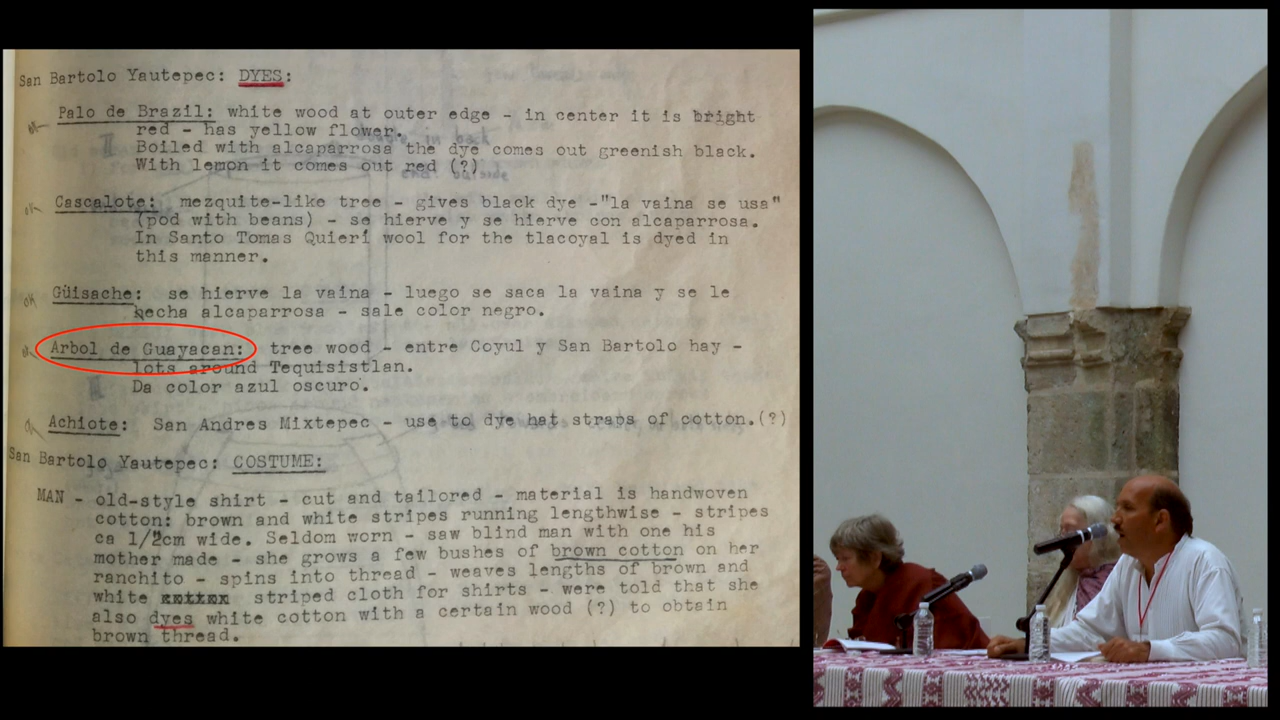 San Bartolo Yautepec: DYES:
Palo de Brazil: white wood at outer edge - in center it is bright
red - has yellow flower.
Boiled with alcaparrosa the dye comes out greenish black.
With lemon it comes out red (?)
Cascalote: mezquite-like tree - gives black dye -"la vaina se usa"
(pod with beans) - se hierve y se hierve con alcaparrosa.
In Santo Tomas Quierí wool for the tlacoyal is dyed in
this manner.
Güisache: se hierve la vaina - luego se saca la vaina y se le
hecha alcaparrosa - sale color negro.
Arbol de Guayacan: tree wood - entre Coyul y San Bartolo hay -
lots around Tequisistlan.
Da color azul oscuro.
Achiote: San Andres Mixtepec - use to dye hat straps of cotton.(?)
San Bartolo Yautepec: COSTUME:
MAN - old-style shirt - cut and tailored - material is handwoven
cotton: brown and white stripes running lengthwise - stripes
ca 1/2cm wide. Seldom worn - saw blind man with one his
mother made - she grows a few bushes of brown cotton on her
ranchito - spins into thread - weaves lengths of brown and
white striped cloth for shirts - were told that she
also dyes white cotton with a certain wood (?) to obtain
brown thread.